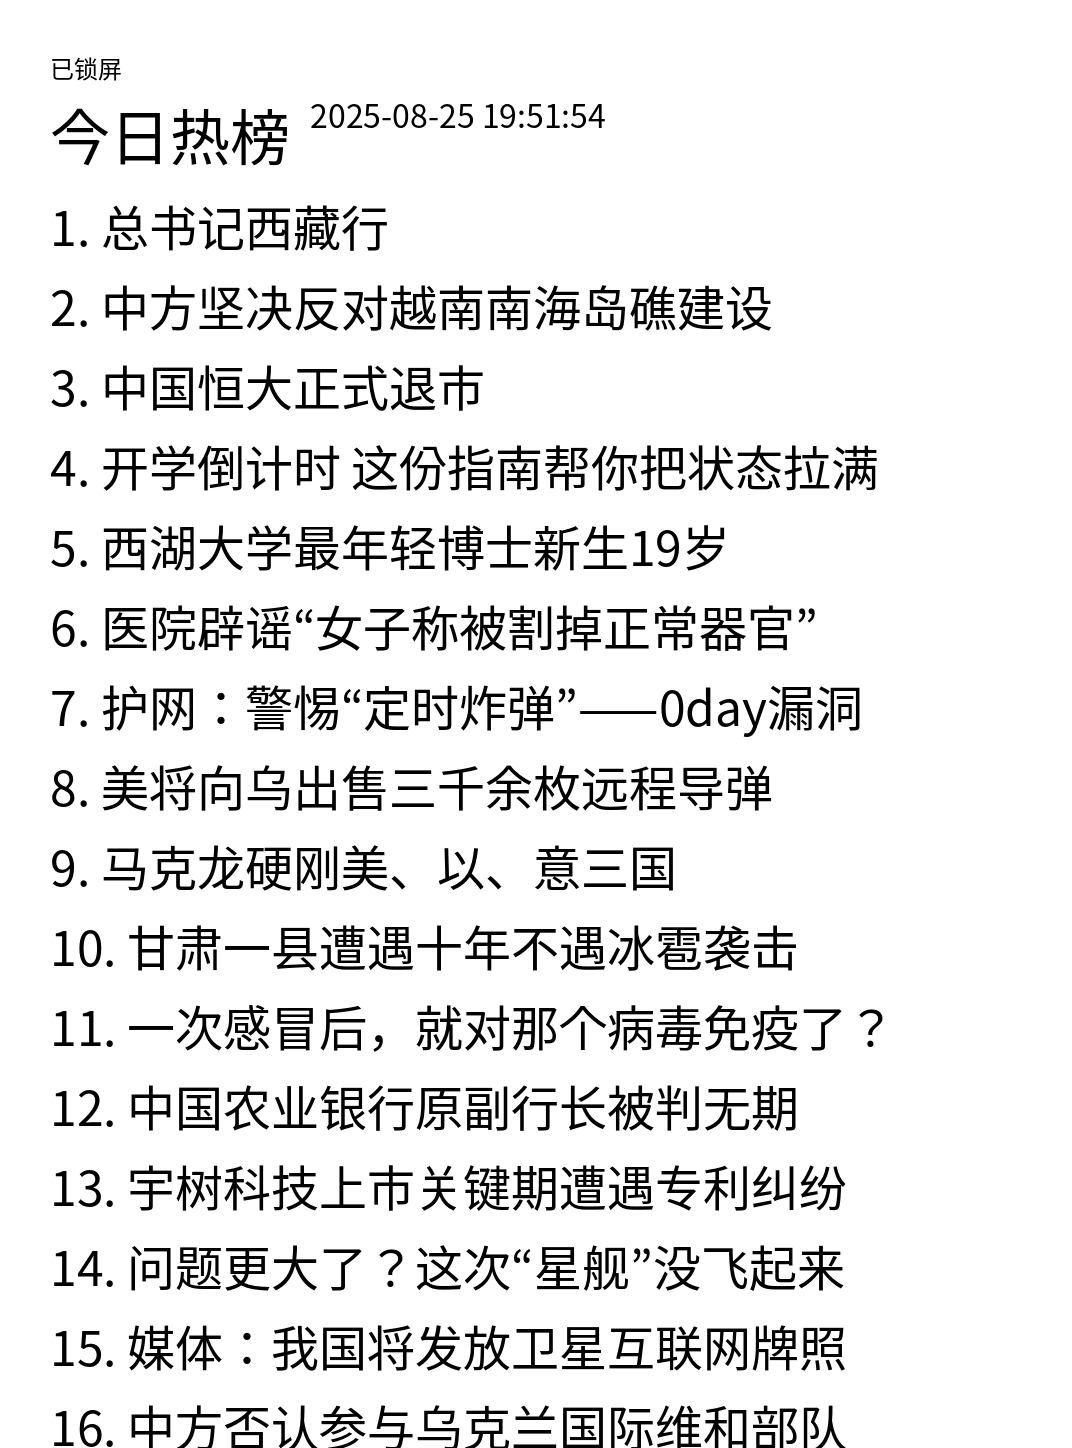 已锁屏
今日热榜 2025-08-25 19:51:54
1. 总书记西藏行
2. 中方坚决反对越南南海岛礁建设
3. 中国恒大正式退市
4. 开学倒计时 这份指南帮你把状态拉满
5. 西湖大学最年轻博士新生19岁
6. 医院辟谣“女子称被割掉正常器官”
7. 护网：警惕“定时炸弹”——0day漏洞
8. 美将向乌出售三千余枚远程导弹
9. 马克龙硬刚美、以、意三国
10. 甘肃一县遭遇十年不遇冰雹袭击
11. 一次感冒后，就对那个病毒免疫了？
12. 中国农业银行原副行长被判无期
13. 宇树科技上市关键期遭遇专利纠纷
14. 问题更大了？这次“星舰”没飞起来
15. 媒体：我国将发放卫星互联网牌照
16. 中方否认参与乌克兰国际维和部队